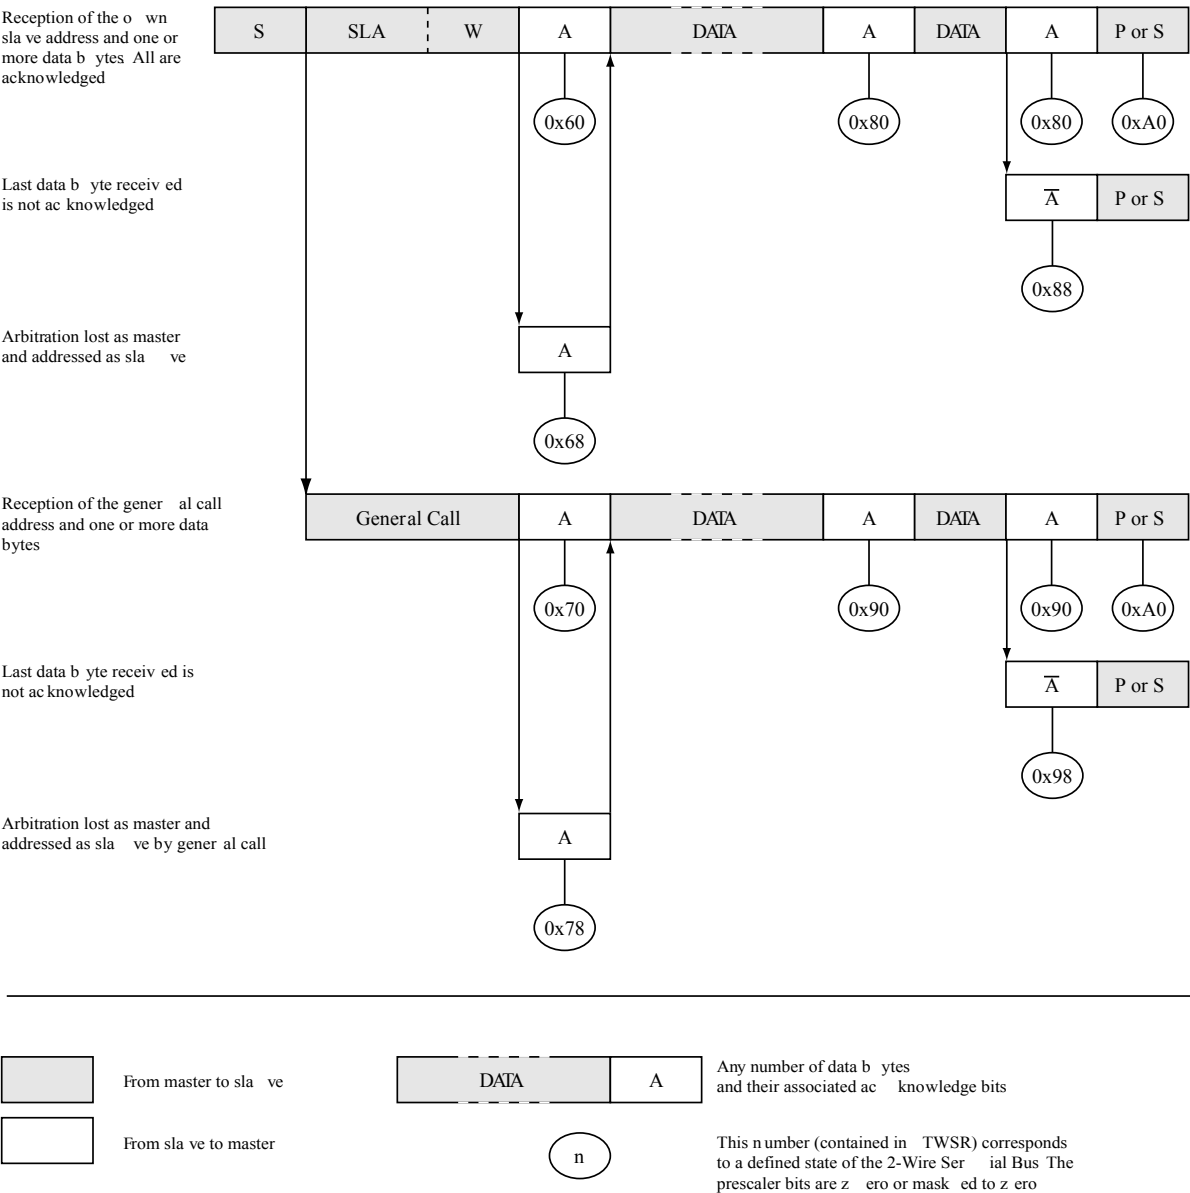 Reception of the o wn
sla ve address and one or
more data b ytes All are
acknowledged
S SLA W A DATA A DATA A P or S
0x60 0x80 0x80 0xA0
Last data b yte receiv ed
is not ac knowledged
A P or S
0x88
Arbitration lost as master
and addressed as sla ve
A
0x68
Reception of the gener al call
address and one or more data
bytes
General Call A DATA A DATA A P or S
0x70 0x90 0x90 0xA0
Last data b yte receiv ed is
not ac knowledged
A P or S
0x98
Arbitration lost as master and
addressed as sla ve by gener al call
A
0x78
From master to sla ve
DATA A
Any number of data b ytes
and their associated ac knowledge bits
From sla ve to master
n
This n umber (contained in TWSR) corresponds
to a defined state of the 2-Wire Ser ial Bus The
prescaler bits are z ero or mask ed to z ero